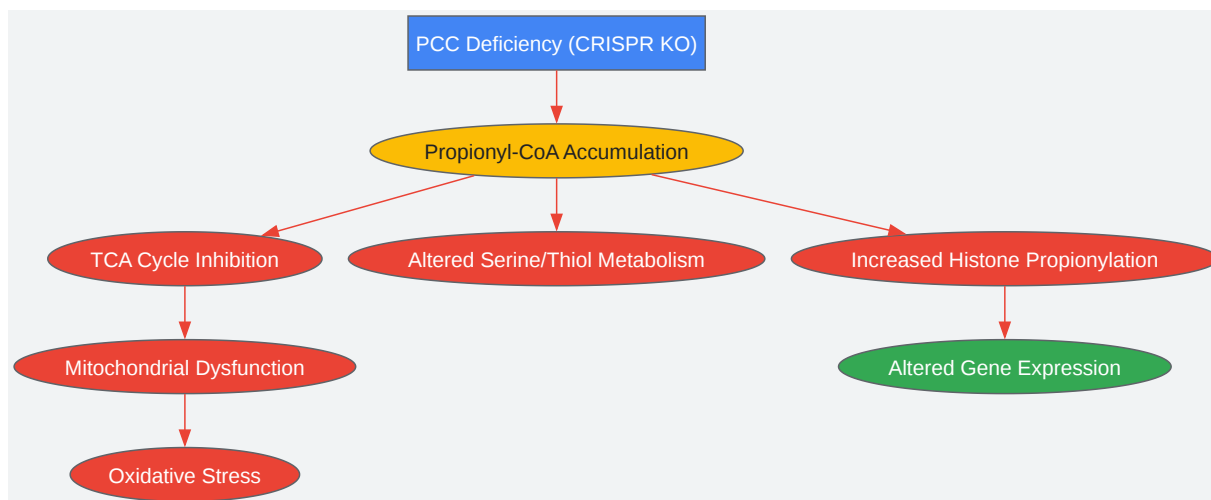 PCC Deficiency (CRISPR KO)
Propionyl-CoA Accumulation
TCA Cycle Inhibition
Altered Serine/Thiol Metabolism
Increased Histone Propionylation
Mitochondrial Dysfunction
Altered Gene Expression
Oxidative Stress